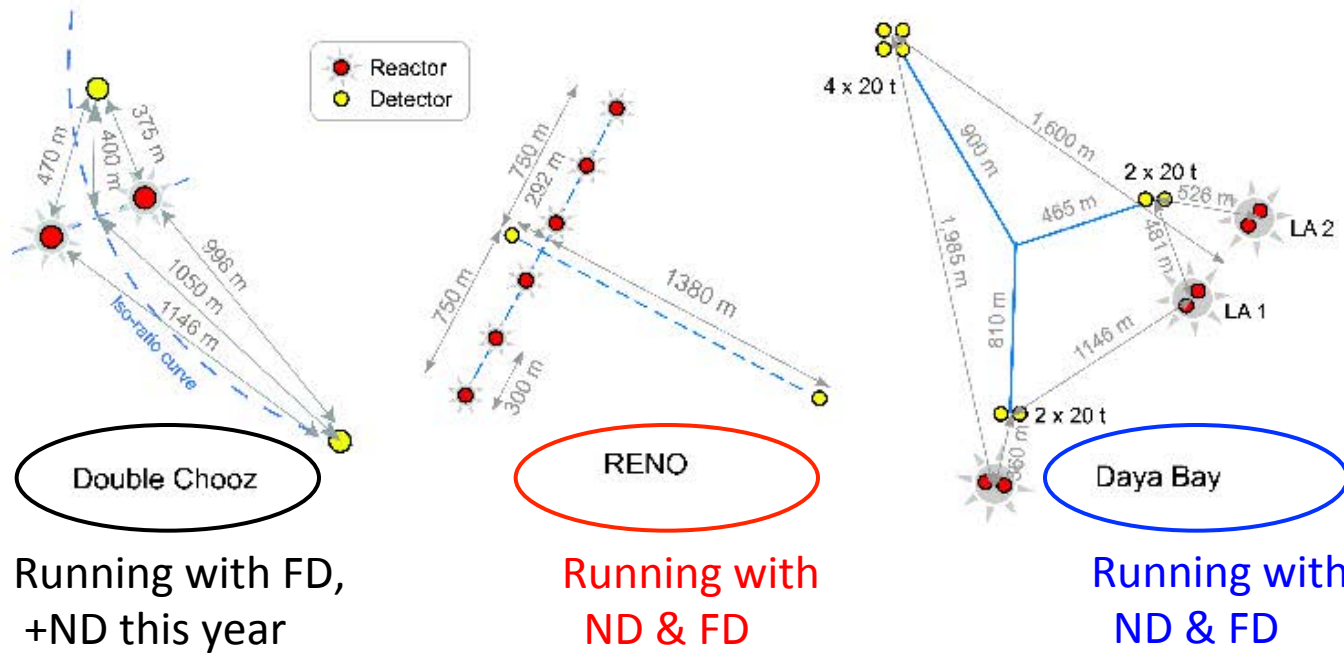 Reactor
Detector
470 m
400 m
375 m
998 m
1050 m
1146 m
Iso-ratio curve
Double Chooz
Running with FD,
+ND this year
750 m
292 m
750 m
300 m
1380 m
RENO
Running with
ND & FD
4 x 20 t
900 m
1,600 m
2 x 20 t
526 m
465 m
481 m
LA 2
1,985 m
LA 1
810 m
1146 m
2 x 20 t
360 m
Daya Bay
Running with
ND & FD